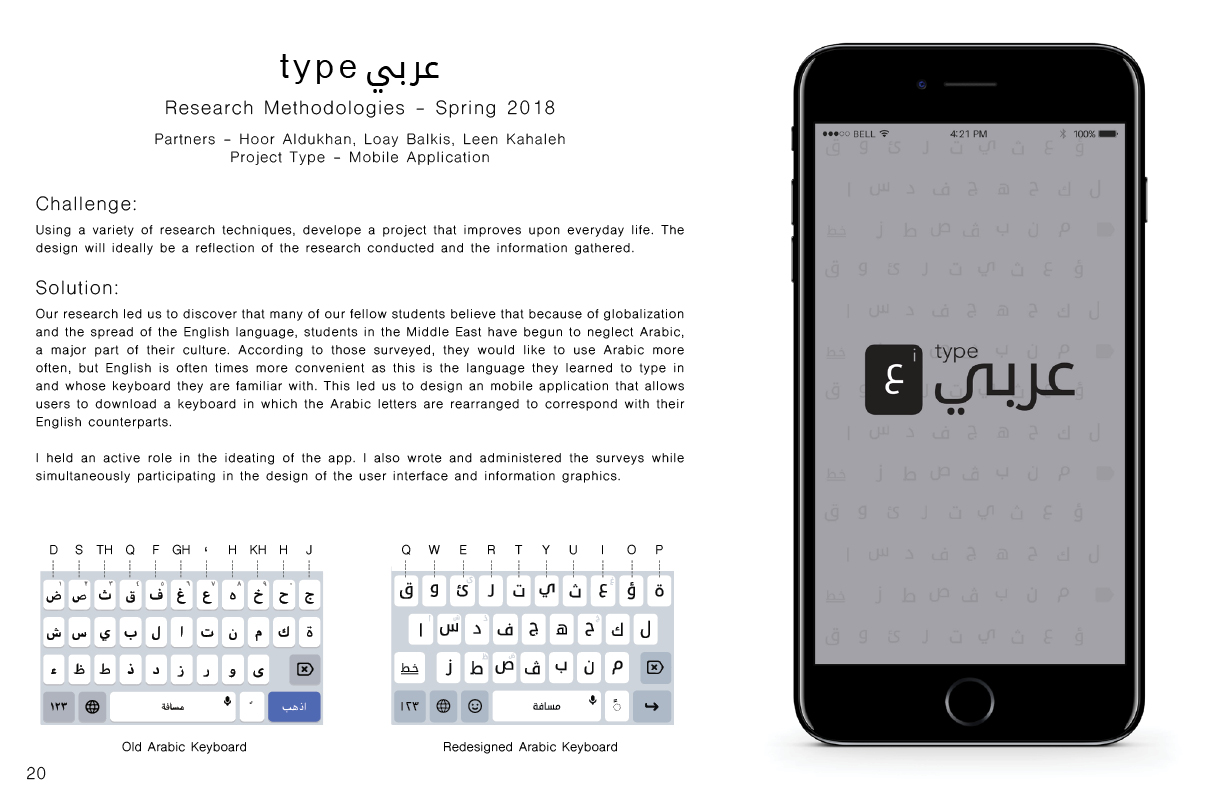 type عربي
Research Methodologies – Spring 2018
Partners – Hoor Aldukhan, Loay Balkis, Leen Kahaleh
Project Type – Mobile Application
Challenge:
Using a variety of research techniques, develope a project that improves upon everyday life. The
design will ideally be a reflection of the research conducted and the information gathered.
Solution:
Our research led us to discover that many of our fellow students believe that because of globalization
and the spread of the English language, students in the Middle East have begun to neglect Arabic,
a major part of their culture. According to those surveyed, they would like to use Arabic more
often, but English is often times more convenient as this is the language they learned to type in
and whose keyboard they are familiar with. This led us to design an mobile application that allows
users to download a keyboard in which the Arabic letters are rearranged to correspond with their
English counterparts.
I held an active role in the ideating of the app. I also wrote and administered the surveys while
simultaneously participating in the design of the user interface and information graphics.
D S TH Q F GH ‘ H KH H J
ض ص ث ق ف غ ع ه خ ح ج
ش س ي ب ل ا ت ن م ك ة
ء ظ ط ذ د ز ر و ى
١٢٣ مسافة اذهب
Old Arabic Keyboard
Q W E R T Y U I O P
ق و ئ ر ت ي ث ع ؤ ة
ا س د ف ج ه ح ك ل
خط ز ط ص ڤ ب ن م
١٢٣ مسافة
Redesigned Arabic Keyboard
20
BELL 4:21 PM 100%
ق و ئ ر ت ي ث ع ؤ
ا س د ف ج ه ح ك ل
خط ز ط ص ڤ ب ن م
ق و ئ ر ت ي ث ع ؤ
ا س د ف ج ه ح ك ل
i
ع
type
عربي
ا س د ف ج ه ح ك ل
خط ز ط ص ڤ ب ن م
ق و ئ ر ت ي ث ع ؤ
ا س د ف ج ه ح ك ل
خط ز ط ص ڤ ب ن م
ق و ئ ر ت ي ث ع ؤ